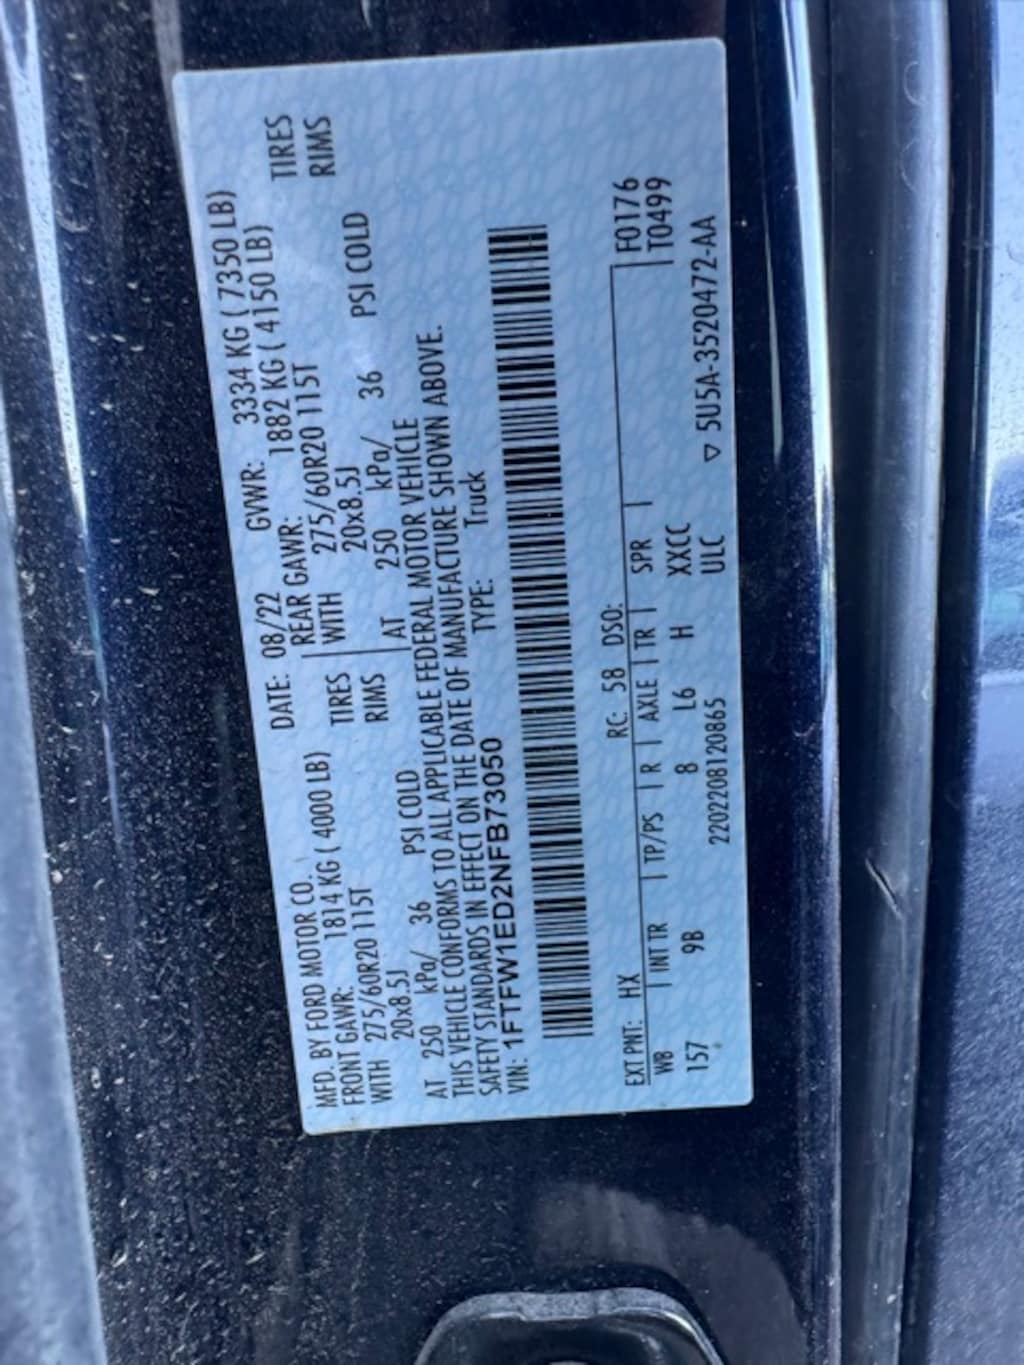 MFD. BY FORD MOTOR CO.
DATE: 08/22 GVWR: 3334 KG ( 7350 LB)
FRONT GAWR: 1814 KG ( 4000 LB)
REAR GAWR: 1882 KG ( 4150 LB)
WITH 275/60R20 115T TIRES
WITH 275/60R20 115T TIRES
20x8.5J RIMS
20x8.5J RIMS
AT 250 kPa/ 36 PSI COLD
AT 250 kPa/ 36 PSI COLD
THIS VEHICLE CONFORMS TO ALL APPLICABLE FEDERAL MOTOR VEHICLE
SAFETY STANDARDS IN EFFECT ON THE DATE OF MANUFACTURE SHOWN ABOVE.
VIN: 1FTFW1ED2NFB73050 TYPE: Truck
EXT PNT: HX RC: 58 DSO: F0176
WB INT TR TP/PS R AXLE TR SPR T0499
157 9B 8 L6 H XXCC
220220812O865 ULC ▽ 5U5A-3520472-AA